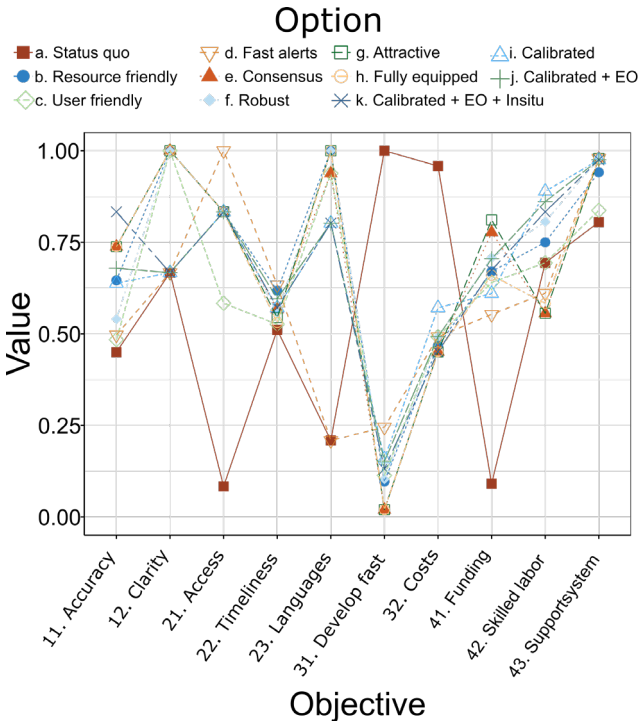 Option
a. Status quo d. Fast alerts g. Attractive i. Calibrated
b. Resource friendly e. Consensus h. Fully equipped j. Calibrated + EO
c. User friendly f. Robust k. Calibrated + EO + Insitu
1.00
0.75
0.50
0.25
0.00
Value
11. Accuracy
12. Clarity
21. Access
22. Timeliness
23. Languages
31. Develop fast
32. Costs
41. Funding
42. Skilled labor
43. Supportsystem
Objective